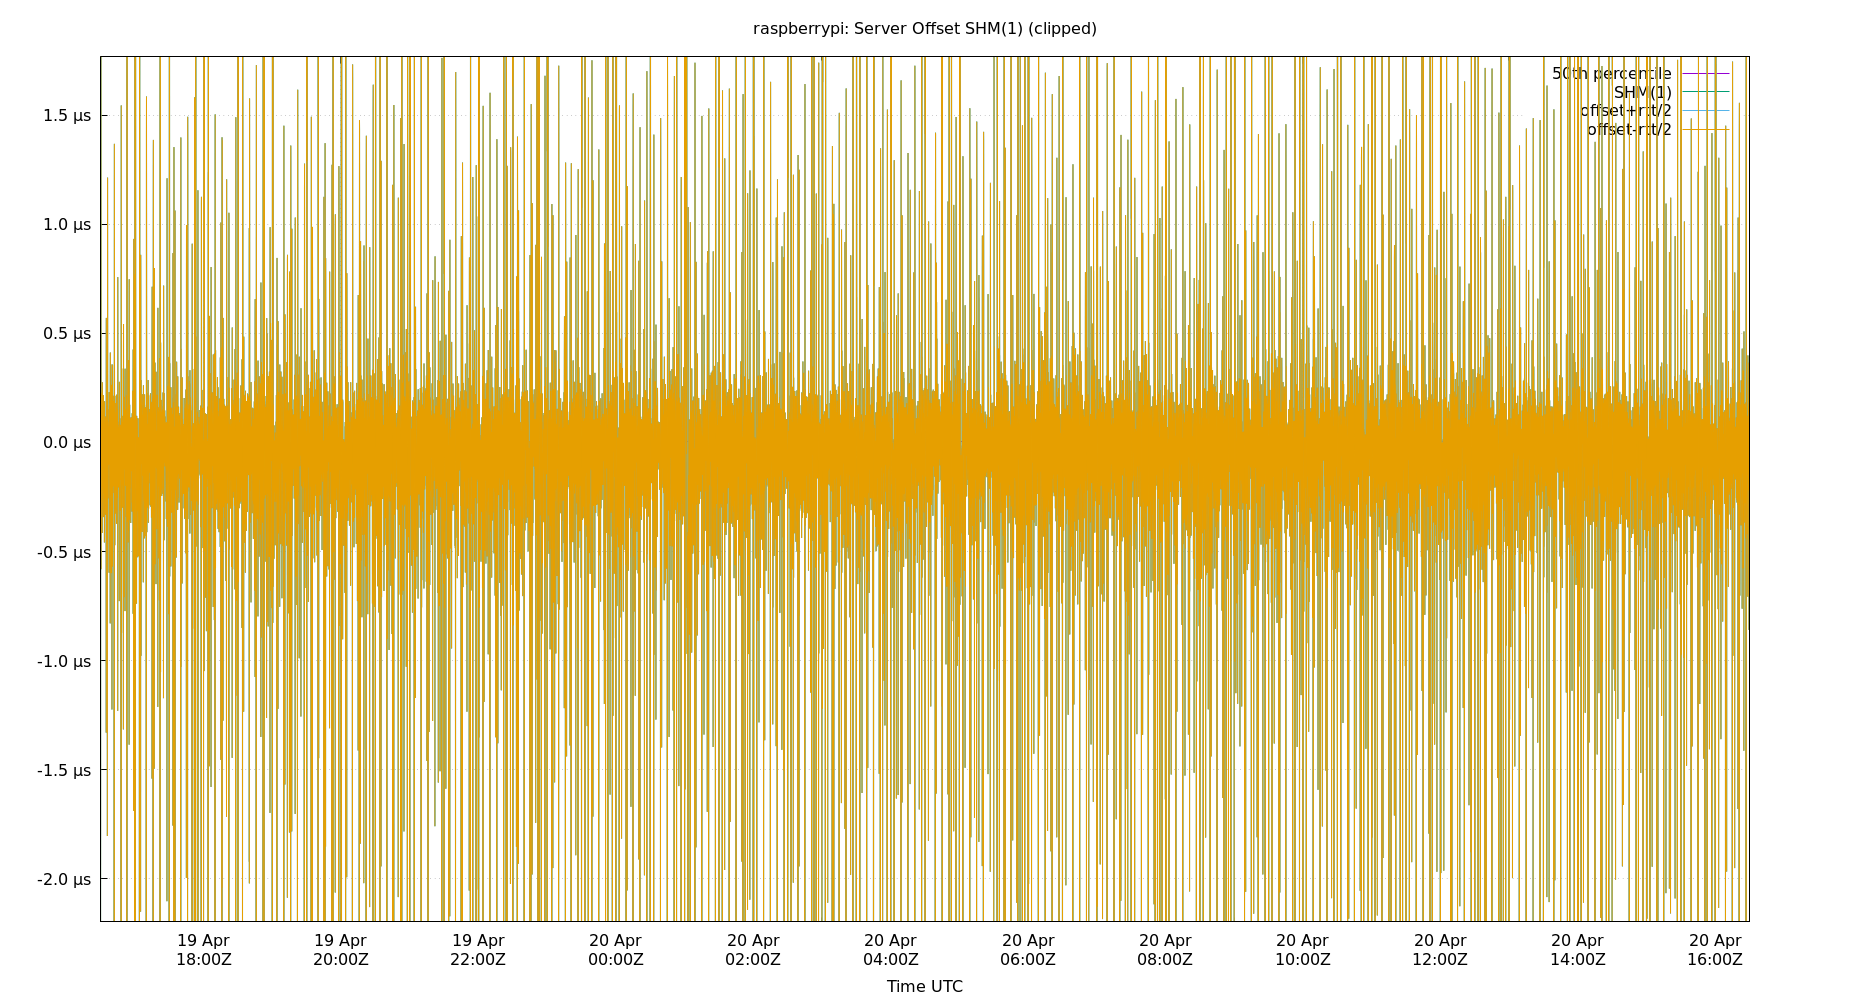 raspberrypi: Server Offset SHM(1) (clipped)
50th percentile
SHM(1)
offset+rtt/2
offset-rtt/2
1.5 µs
1.0 µs
0.5 µs
0.0 µs
-0.5 µs
-1.0 µs
-1.5 µs
-2.0 µs
19 Apr 19 Apr 19 Apr 20 Apr 20 Apr 20 Apr 20 Apr 20 Apr 20 Apr 20 Apr 20 Apr 20 Apr
18:00Z 20:00Z 22:00Z 00:00Z 02:00Z 04:00Z 06:00Z 08:00Z 10:00Z 12:00Z 14:00Z 16:00Z
Time UTC